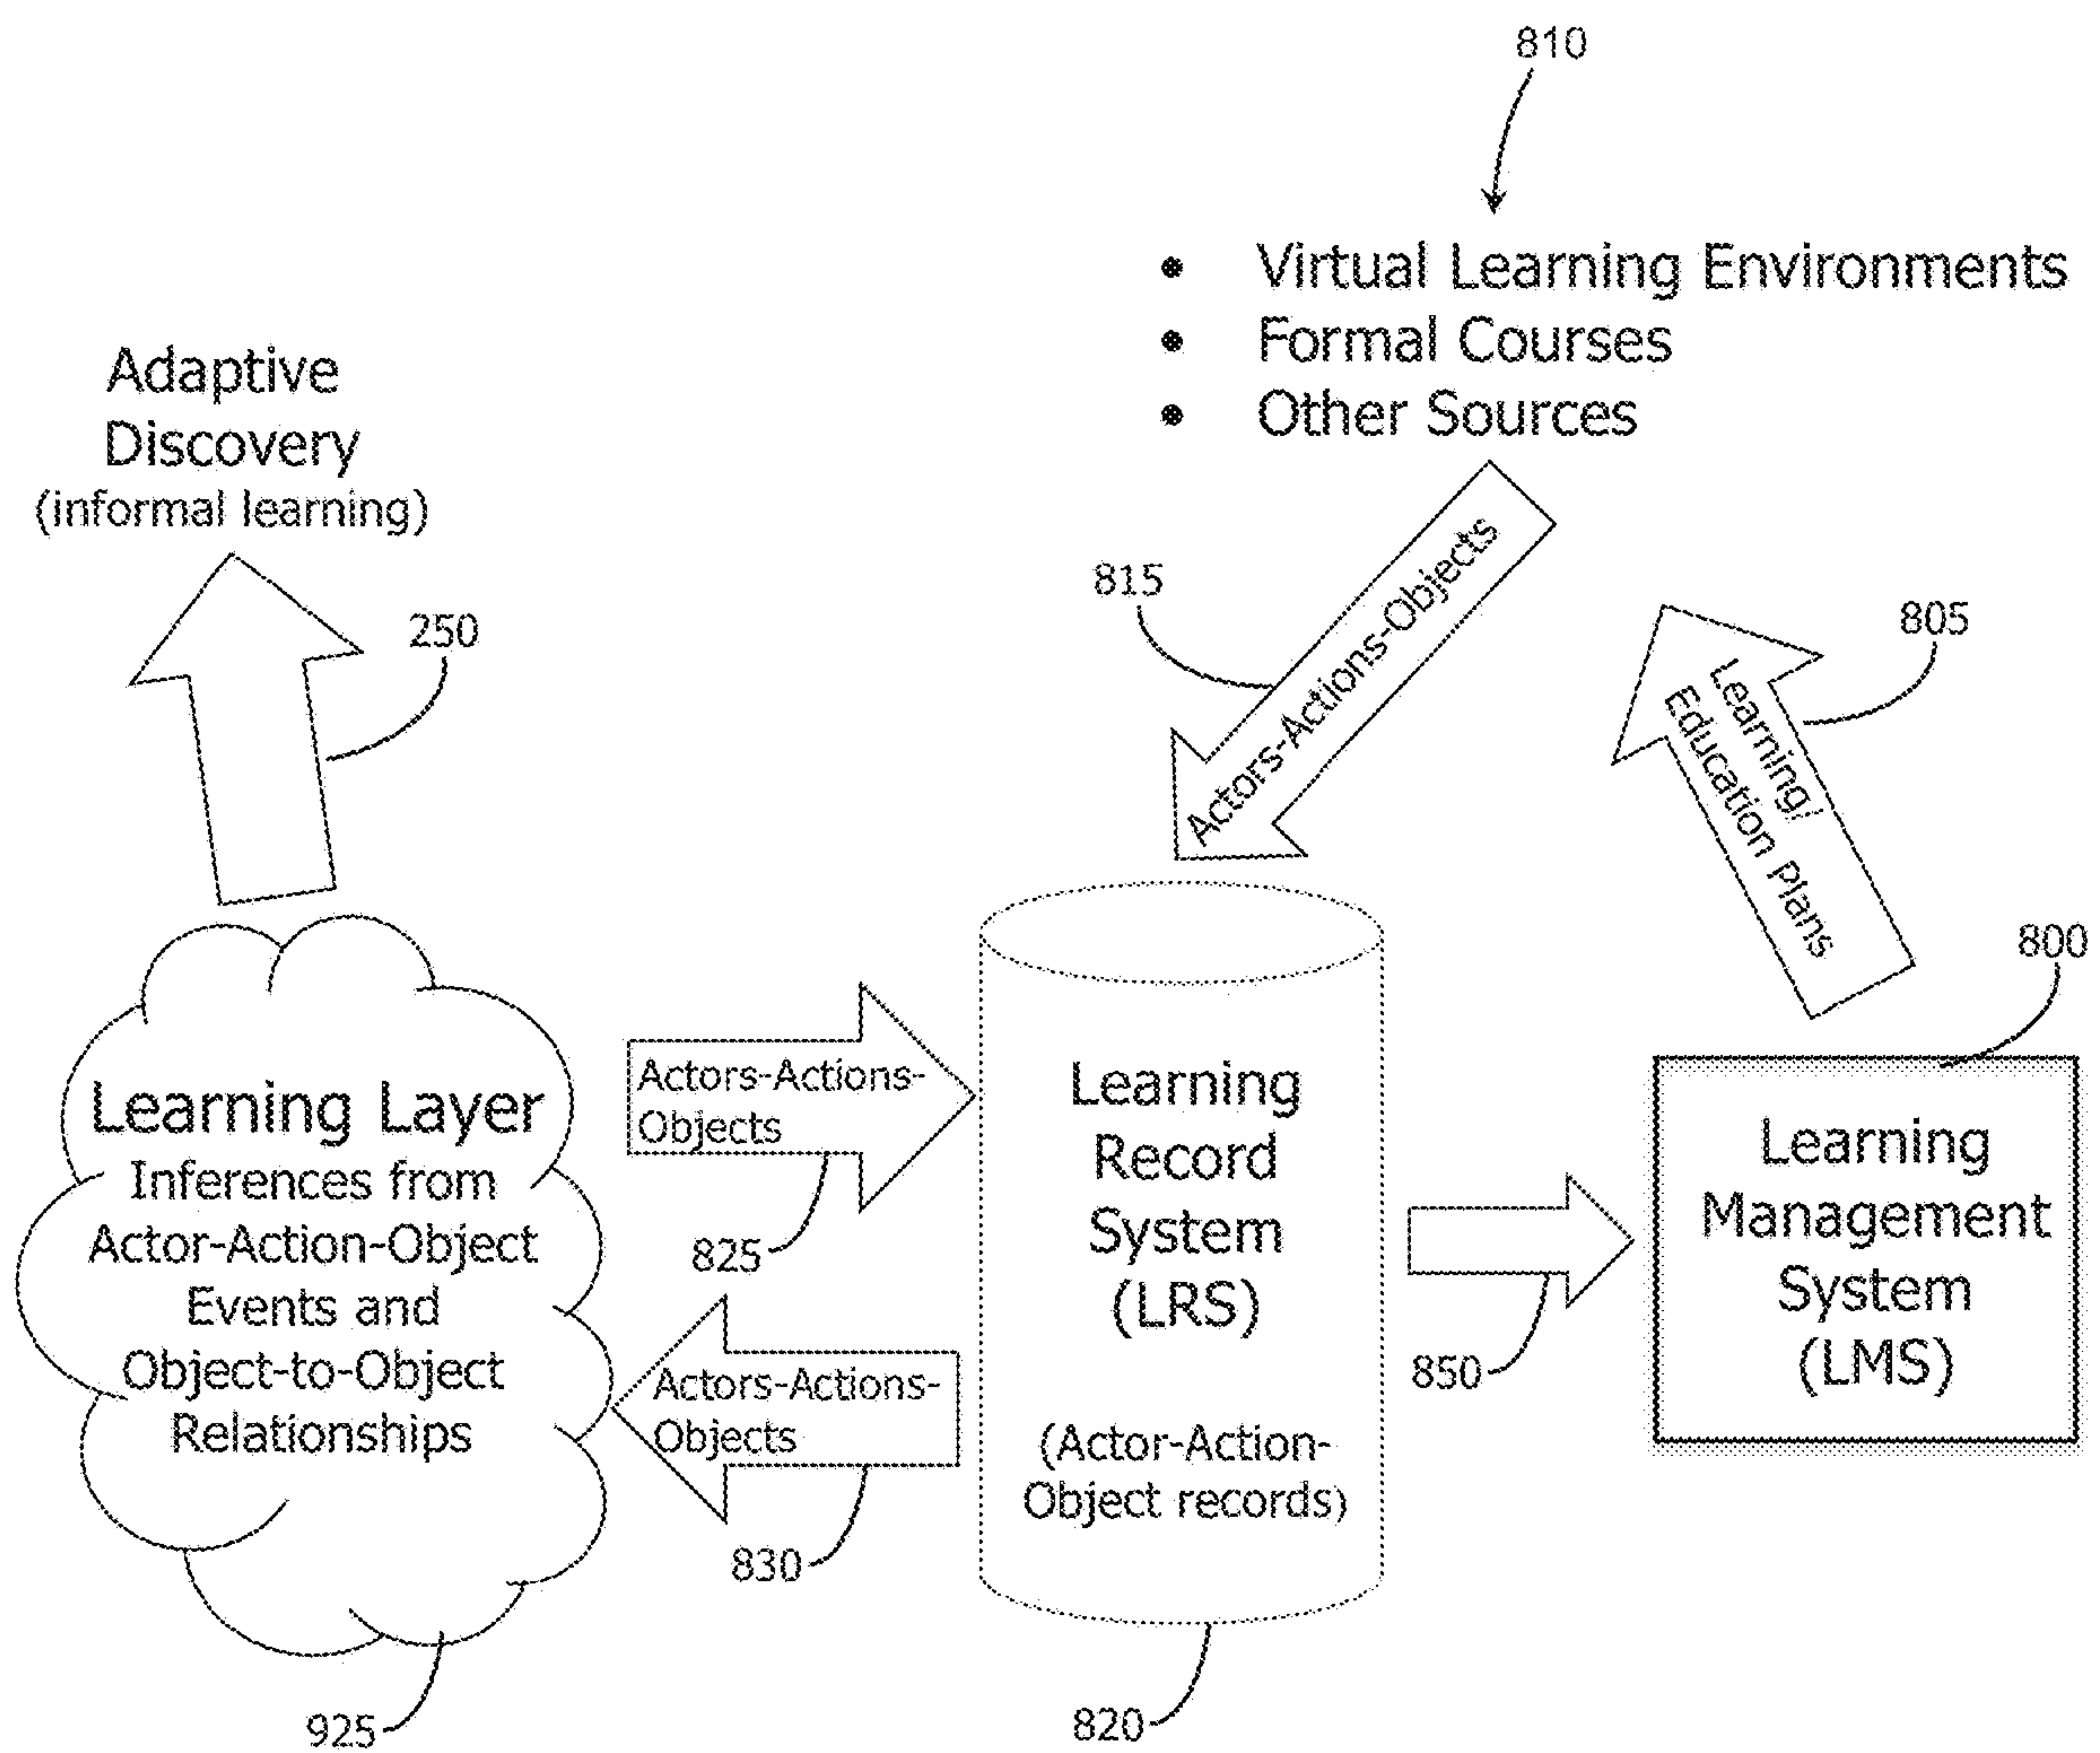 810
• Virtual Learning Environments
• Formal Courses
• Other Sources
Adaptive
Discovery
(informal learning)
250
815
Actors-Actions-Objects
805
Learning/
Education Plans
800
Learning Layer
Inferences from
Actor-Action-Object
Events and
Object-to-Object
Relationships
925
Actors-Actions-
Objects
825
Actors-Actions-
Objects
830
Learning
Record
System
(LRS)
(Actor-Action-
Object records)
820
850
Learning
Management
System
(LMS)